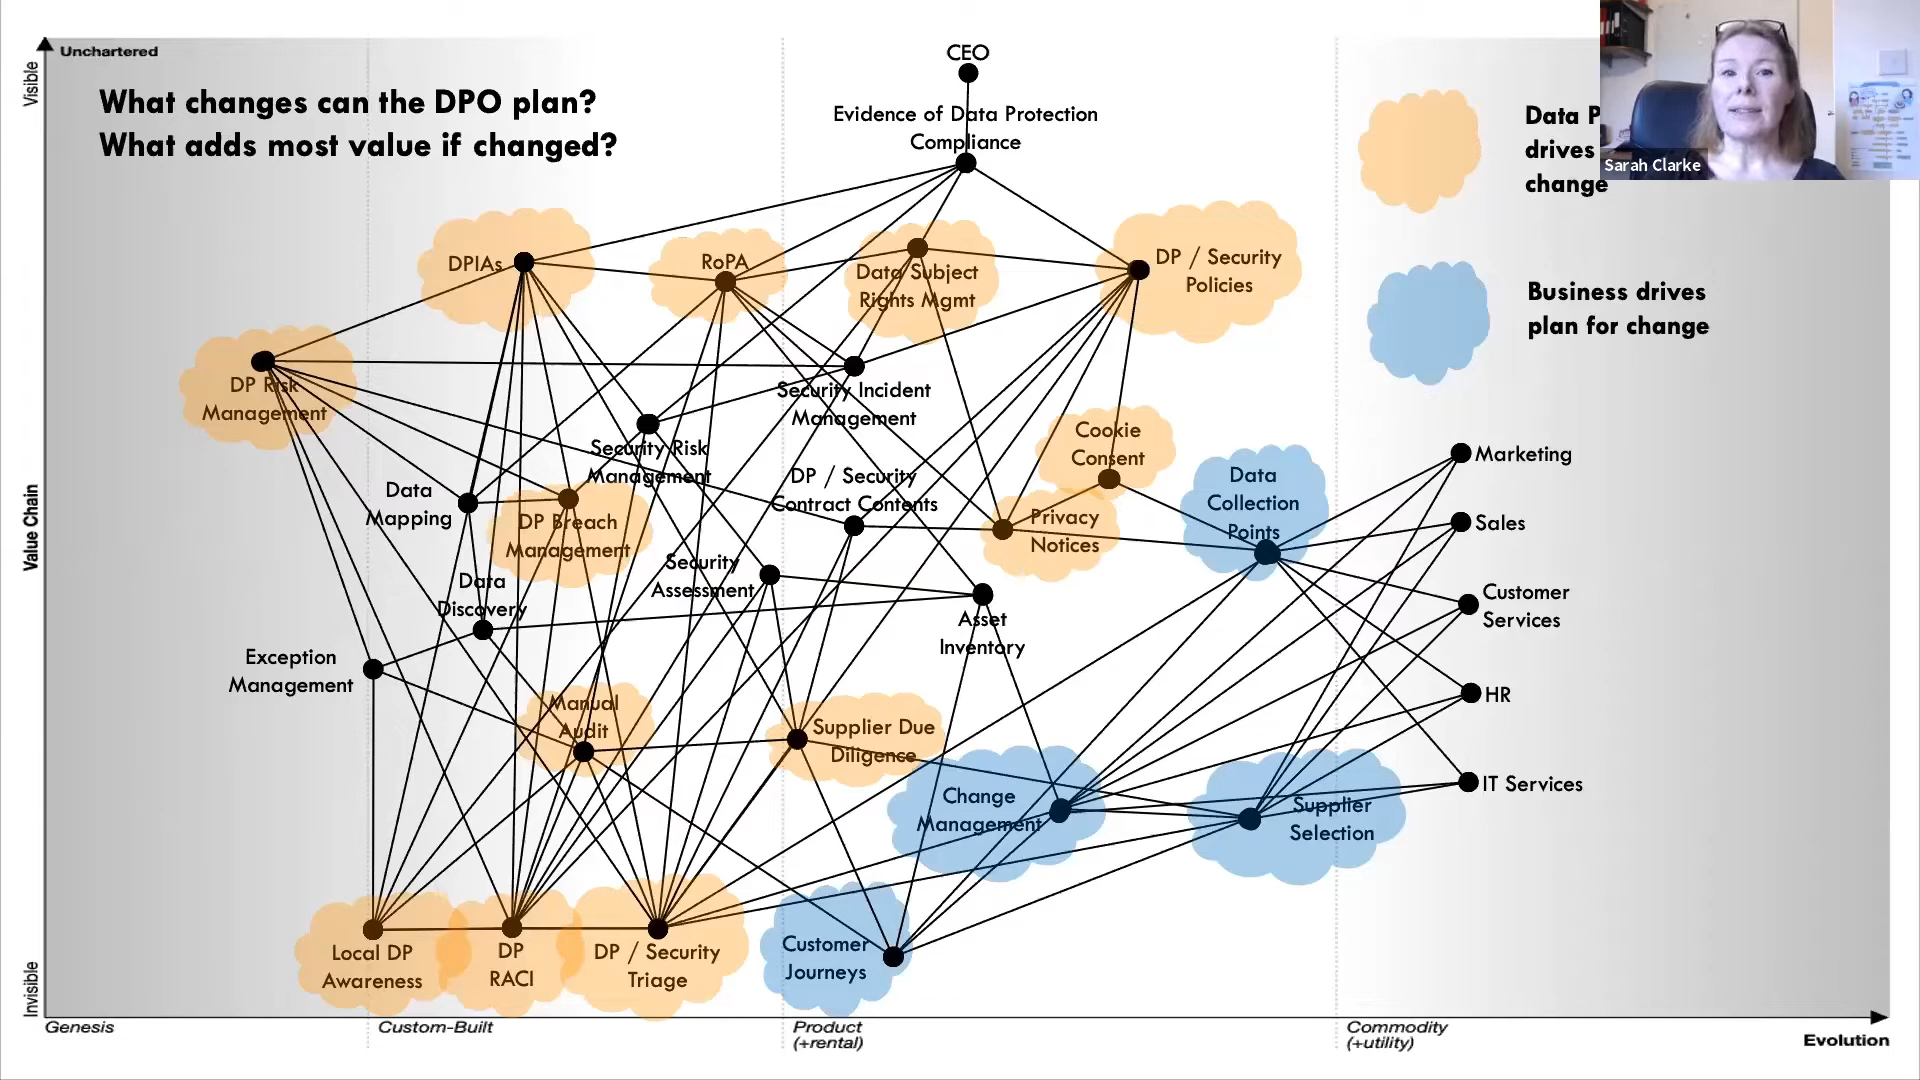 Unchartered
Visible
Value Chain
Invisible
What changes can the DPO plan?
What adds most value if changed?
CEO
Evidence of Data Protection
Compliance
Data P
drives
change
Sarah Clarke
Business drives
plan for change
DPIAs
RoPA
Data Subject
Rights Mgmt
DP / Security
Policies
DP Risk
Management
Security Incident
Management
Security Risk
Management
Cookie
Consent
Data
Collection
Points
Marketing
Data
Mapping
DP Breach
Management
DP / Security
Contract Contents
Privacy
Notices
Sales
Data
Discovery
Security
Assessment
Asset
Inventory
Customer
Services
Exception
Management
HR
Manual
Audit
Supplier Due
Diligence
Change
Management
Supplier
Selection
IT Services
Local DP
Awareness
DP
RACI
DP / Security
Triage
Customer
Journeys
Genesis
Custom-Built
Product
(+rental)
Commodity
(+utility)
Evolution